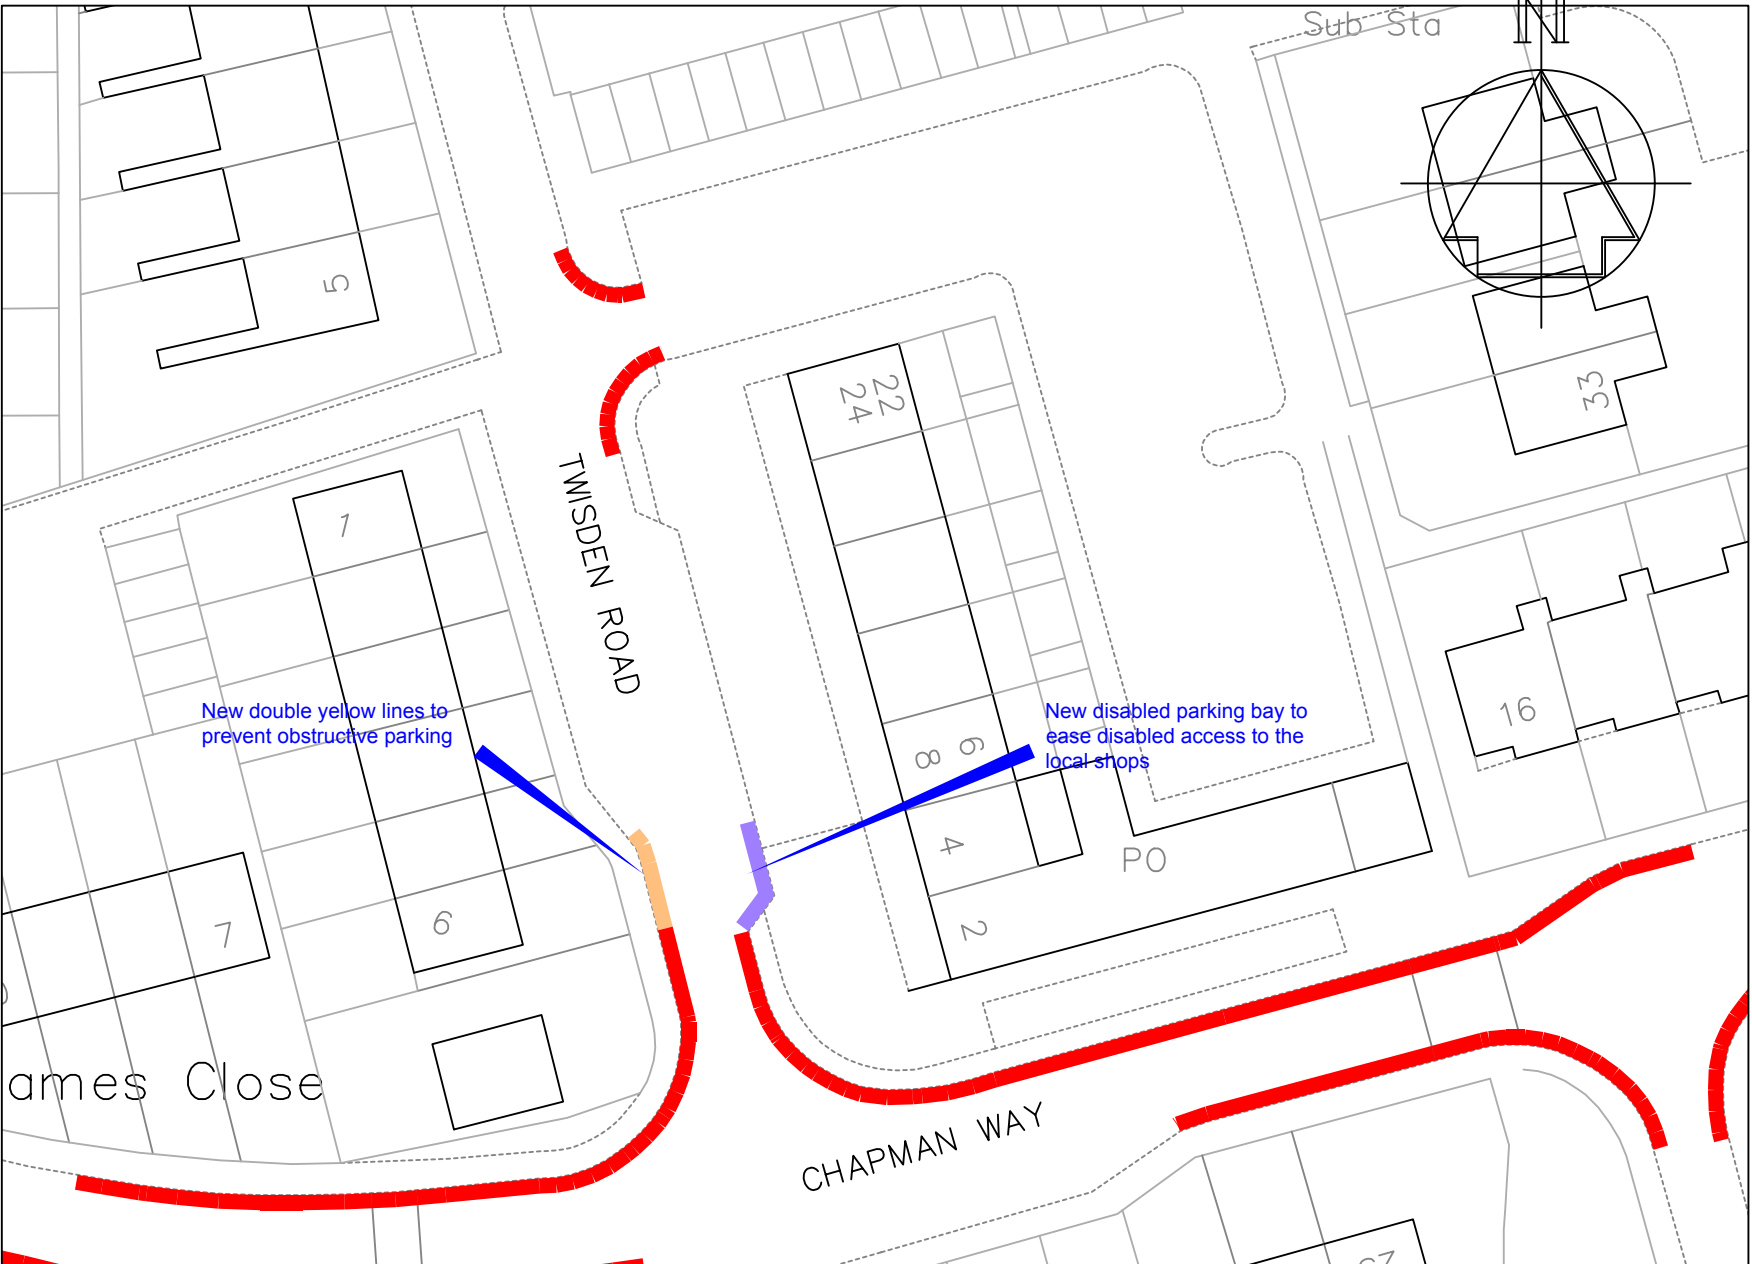 Sub Sta
N
5
33
24
22
1
TWISDEN ROAD
New double yellow lines to
prevent obstructive parking
New disabled parking bay to
ease disabled access to the
local shops
16
8
6
4
PO
2
7
6
ames Close
CHAPMAN WAY